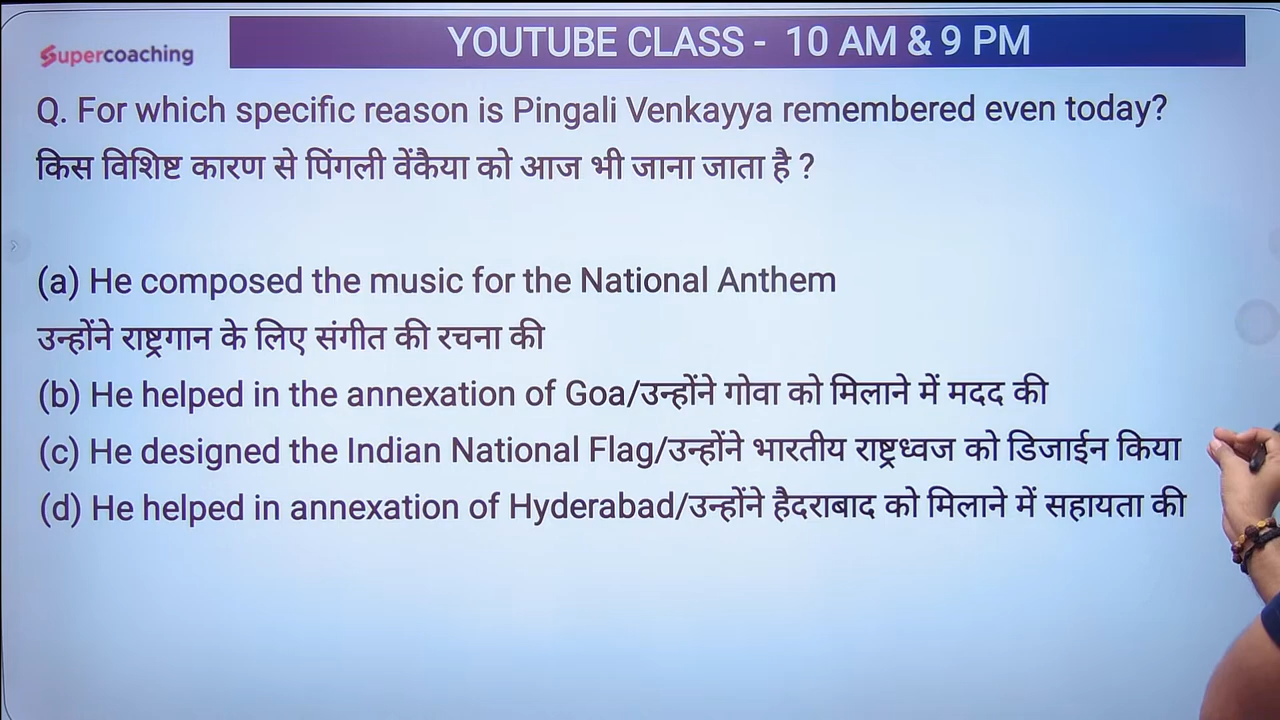 Supercoaching
YOUTUBE CLASS - 10 AM & 9 PM
Q. For which specific reason is Pingali Venkayya remembered even today?
किस विशिष्ट कारण से पिंगली वेंकैया को आज भी जाना जाता है ?
(a) He composed the music for the National Anthem
उन्होंने राष्ट्रगान के लिए संगीत की रचना की
(b) He helped in the annexation of Goa/उन्होंने गोवा को मिलाने में मदद की
(c) He designed the Indian National Flag/उन्होंने भारतीय राष्ट्रध्वज को डिजाईन किया
(d) He helped in annexation of Hyderabad/उन्होंने हैदराबाद को मिलाने में सहायता की